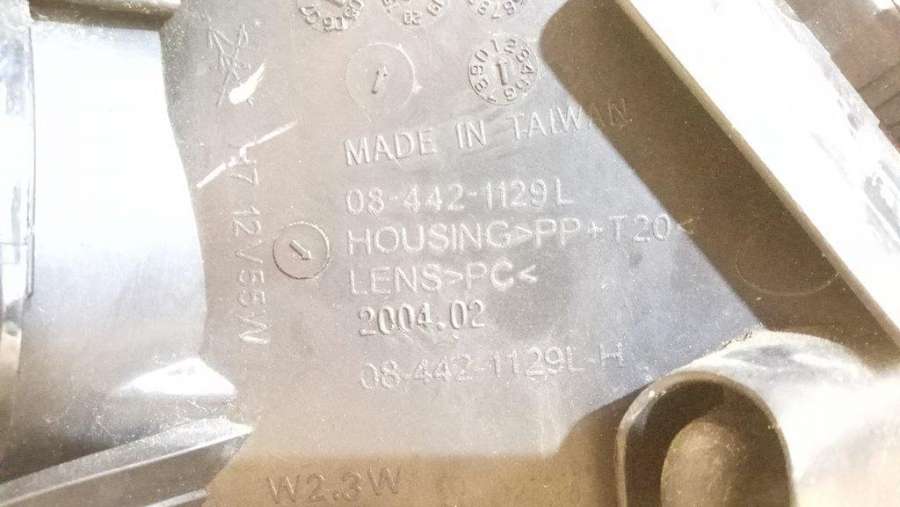 MADE IN TAIWAN
08-442-1129L
HOUSING>PP+T20<
LENS>PC<
2004.02
08-442-1129L-H
H7 12V55W
W2.3W